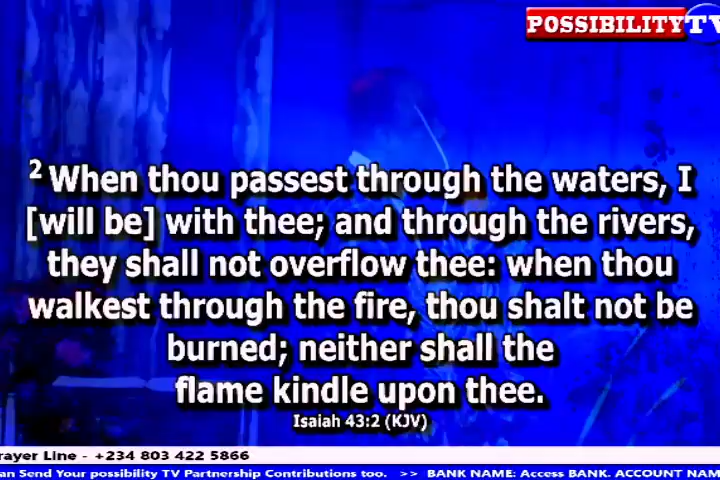 POSSIBILITY TV
2 When thou passest through the waters, I
[will be] with thee; and through the rivers,
they shall not overflow thee: when thou
walkest through the fire, thou shalt not be
burned; neither shall the
flame kindle upon thee.
Isaiah 43:2 (KJV)
rayer Line - +234 803 422 5866
an Send Your possibility TV Partnership Contributions too. >> BANK NAME: Access BANK. ACCOUNT NAM